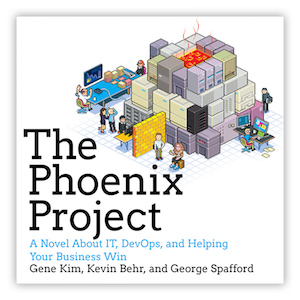 The
Phoenix
Project
A Novel About IT, DevOps, and Helping
Your Business Win
Gene Kim, Kevin Behr, and George Spafford